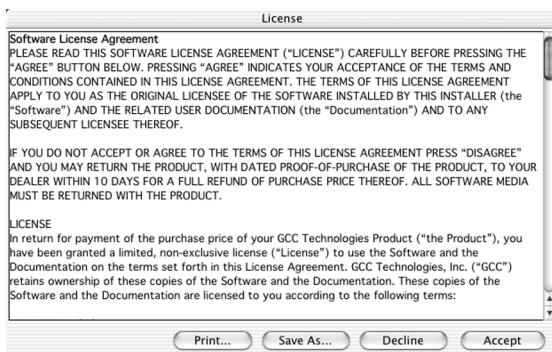 License
Software License Agreement
PLEASE READ THIS SOFTWARE LICENSE AGREEMENT (“LICENSE”) CAREFULLY BEFORE PRESSING THE
“AGREE” BUTTON BELOW. PRESSING “AGREE” INDICATES YOUR ACCEPTANCE OF THE TERMS AND
CONDITIONS CONTAINED IN THIS LICENSE AGREEMENT. THE TERMS OF THIS LICENSE AGREEMENT
APPLY TO YOU AS THE ORIGINAL LICENSEE OF THE SOFTWARE INSTALLED BY THIS INSTALLER (the
“Software”) AND THE RELATED USER DOCUMENTATION (the “Documentation”) AND TO ANY
SUBSEQUENT LICENSEE THEREOF.
IF YOU DO NOT ACCEPT OR AGREE TO THE TERMS OF THIS LICENSE AGREEMENT PRESS “DISAGREE”
AND YOU MAY RETURN THE PRODUCT, WITH DATED PROOF-OF-PURCHASE OF THE PRODUCT, TO YOUR
DEALER WITHIN 10 DAYS FOR A FULL REFUND OF PURCHASE PRICE THEREOF. ALL SOFTWARE MEDIA
MUST BE RETURNED WITH THE PRODUCT.
LICENSE
In return for payment of the purchase price of your GCC Technologies Product (“the Product”), you
have been granted a limited, non-exclusive license (“License”) to use the Software and the
Documentation on the terms set forth in this License Agreement. GCC Technologies, Inc. (“GCC”)
retains ownership of these copies of the Software and the Documentation. These copies of the
Software and the Documentation are licensed to you according to the following terms:
Print... Save As... Decline Accept